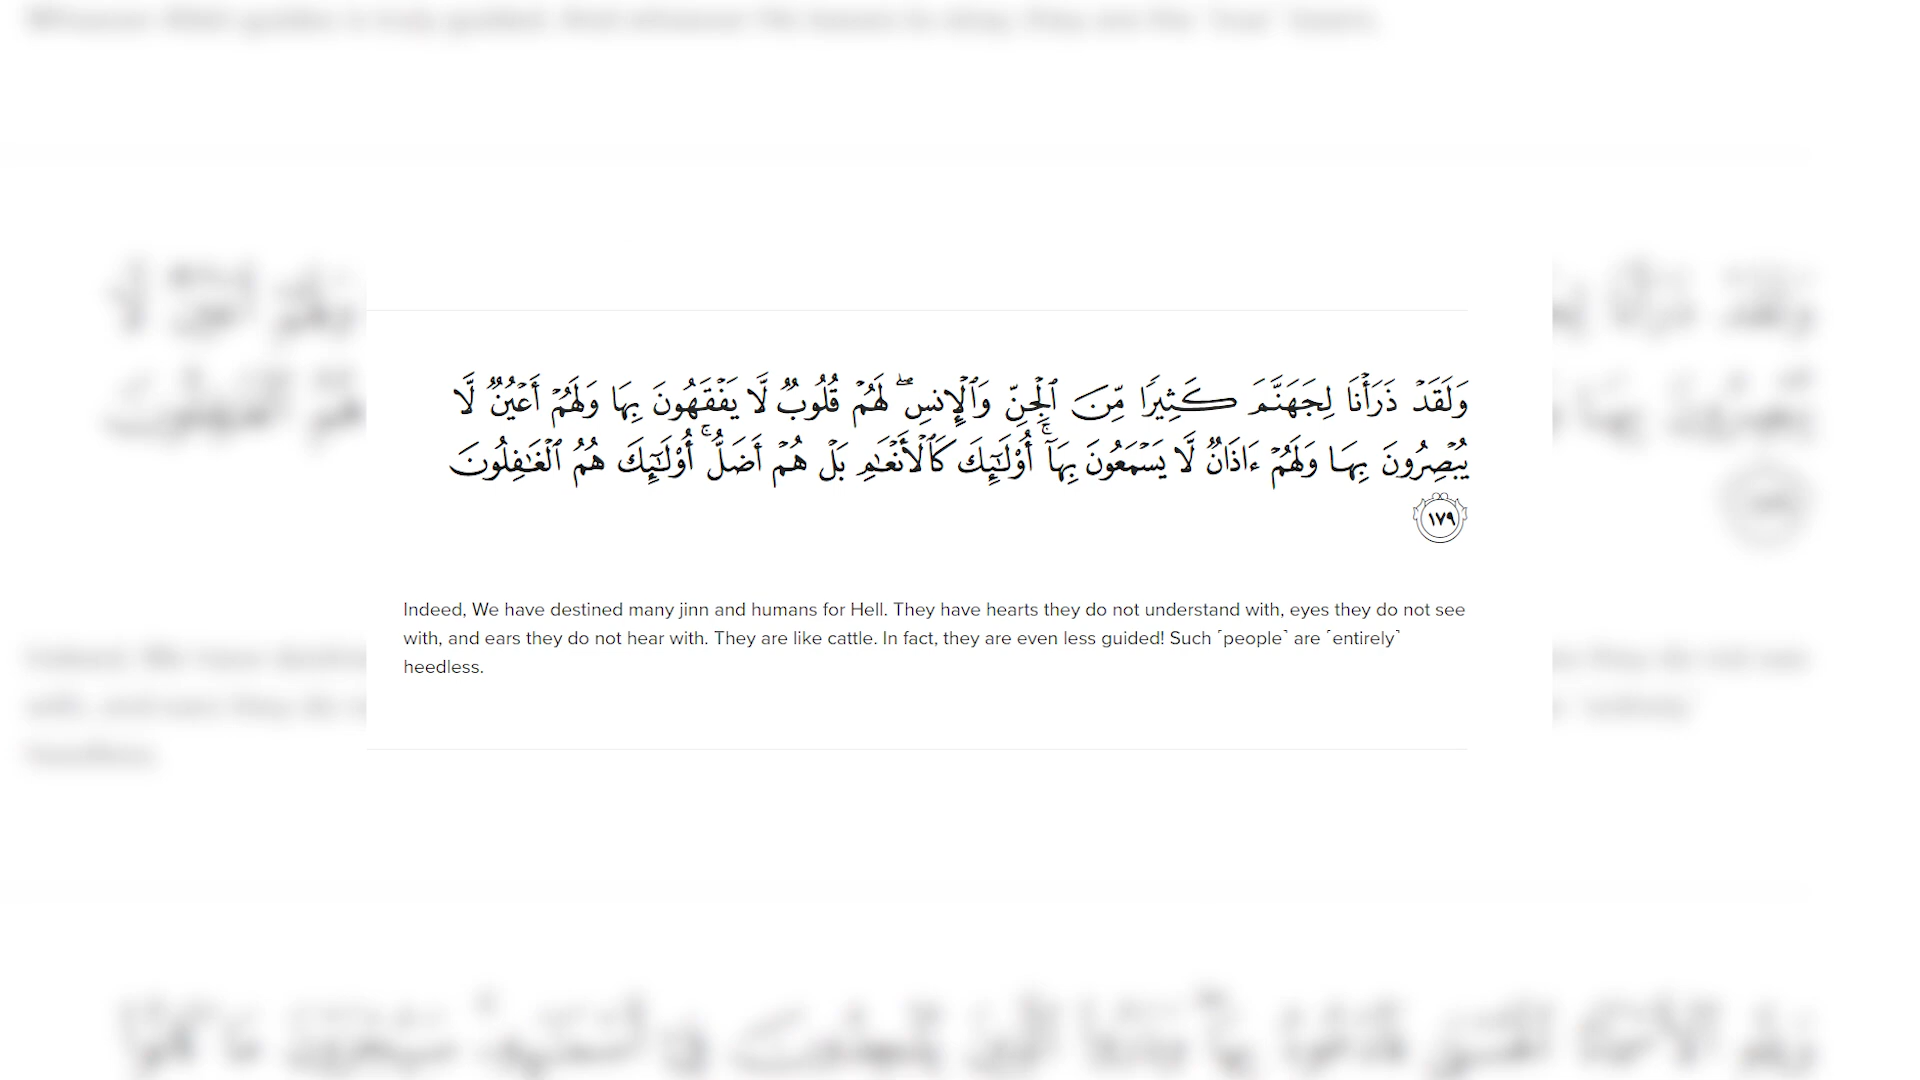 وَلَقَدْ ذَرَأْنَا لِجَهَنَّمَ كَثِيرًا مِّنَ ٱلْجِنِّ وَٱلْإِنسِ ۖ لَهُمْ قُلُوبٌ لَّا يَفْقَهُونَ بِهَا وَلَهُمْ أَعْيُنٌ لَّا
يُبْصِرُونَ بِهَا وَلَهُمْ ءَاذَانٌ لَّا يَسْمَعُونَ بِهَآ ۚ أُو۟لَـٰٓئِكَ كَٱلْأَنْعَـٰمِ بَلْ هُمْ أَضَلُّ ۚ أُو۟لَـٰٓئِكَ هُمُ ٱلْغَـٰفِلُونَ
١٧٩
Indeed, We have destined many jinn and humans for Hell. They have hearts they do not understand with, eyes they do not see
with, and ears they do not hear with. They are like cattle. In fact, they are even less guided! Such ˹people˺ are ˹entirely˺
heedless.